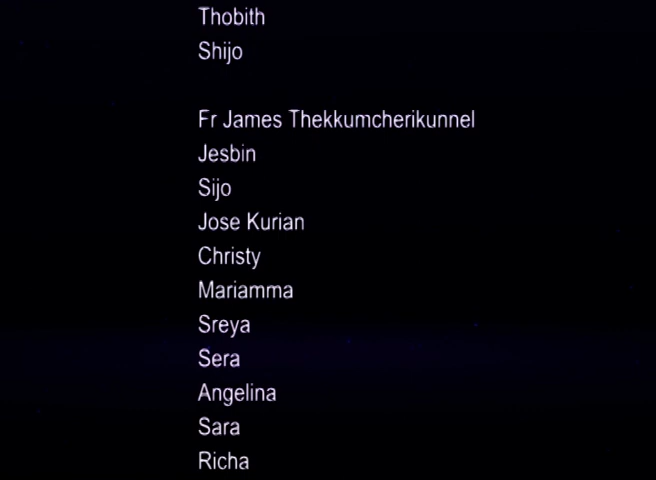 Thobith
Shijo
Fr James Thekkumcherikunnel
Jesbin
Sijo
Jose Kurian
Christy
Mariamma
Sreya
Sera
Angelina
Sara
Richa